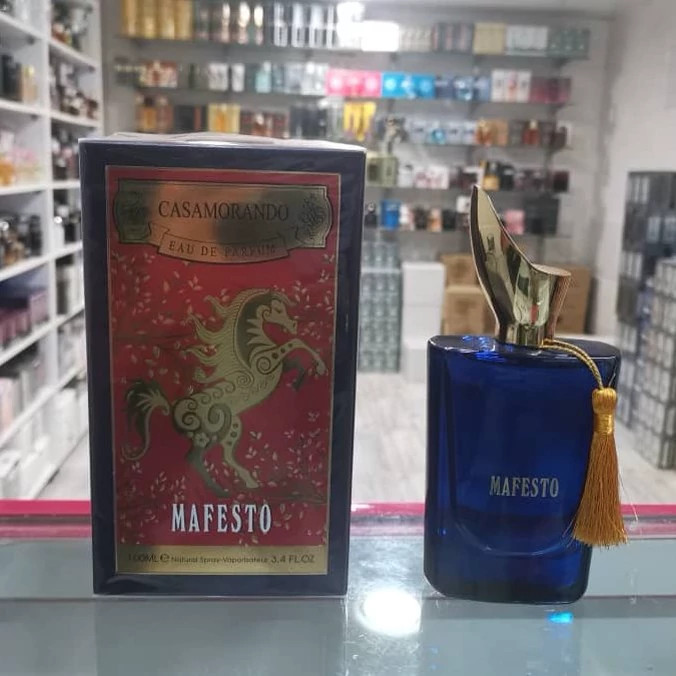 CASAMORANDO
EAU DE PARFUM
MAFESTO
100ML e Natural Spray-Vaporisateur 3.4 FL.OZ
MAFESTO